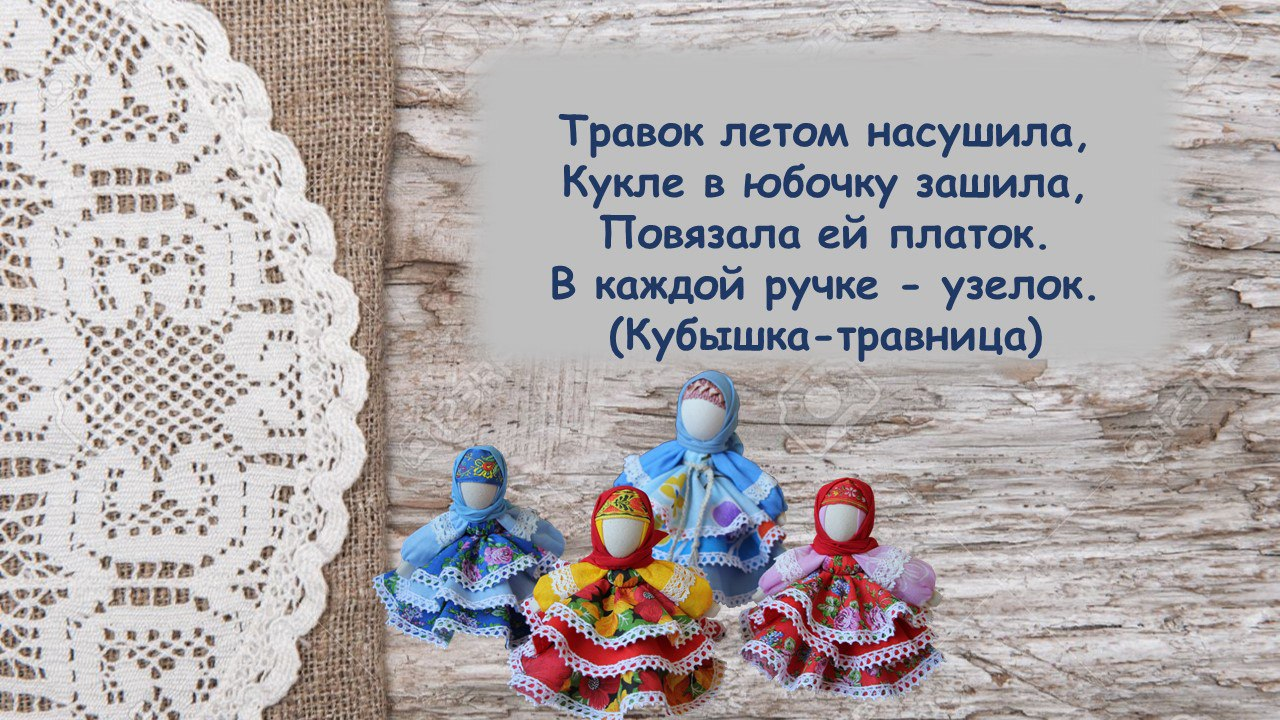 Травок летом насушила,
Кукле в юбочку зашила,
Повязала ей платок.
В каждой ручке - узелок.
(Кубышка-травница)